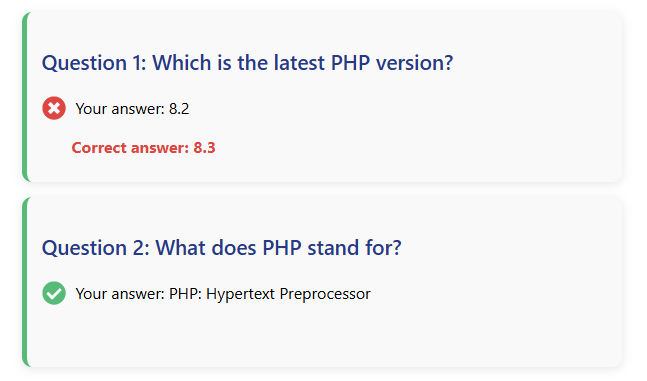 Question 1: Which is the latest PHP version?
Your answer: 8.2
Correct answer: 8.3
Question 2: What does PHP stand for?
Your answer: PHP: Hypertext Preprocessor